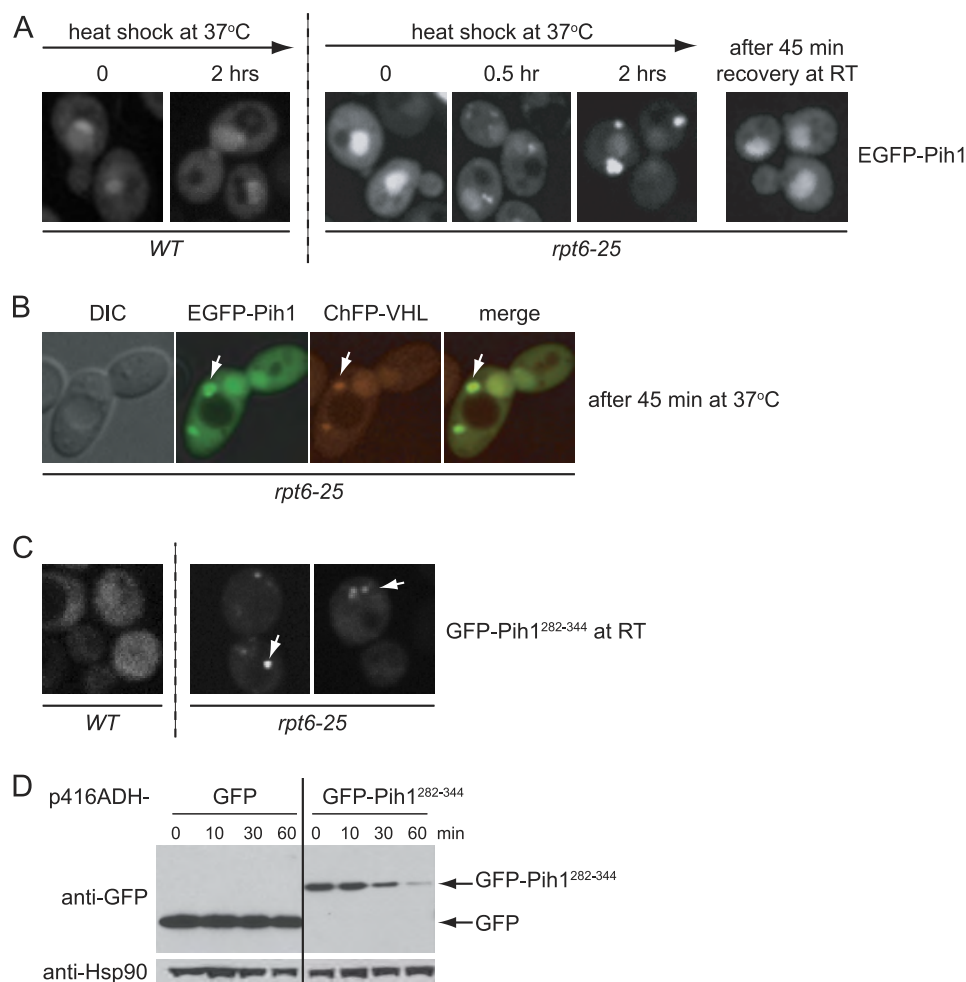 A
heat shock at 37°C
0 2 hrs
WT
heat shock at 37°C
0 0.5 hr 2 hrs
after 45 min
recovery at RT
EGFP-Pih1
rpt6-25
B
DIC EGFP-Pih1 ChFP-VHL merge
after 45 min at 37°C
rpt6-25
C
GFP-Pih1²⁸²⁻³⁴⁴ at RT
WT rpt6-25
D
p416ADH- GFP GFP-Pih1²⁸²⁻³⁴⁴
0 10 30 60 0 10 30 60 min
anti-GFP
GFP-Pih1²⁸²⁻³⁴⁴
GFP
anti-Hsp90